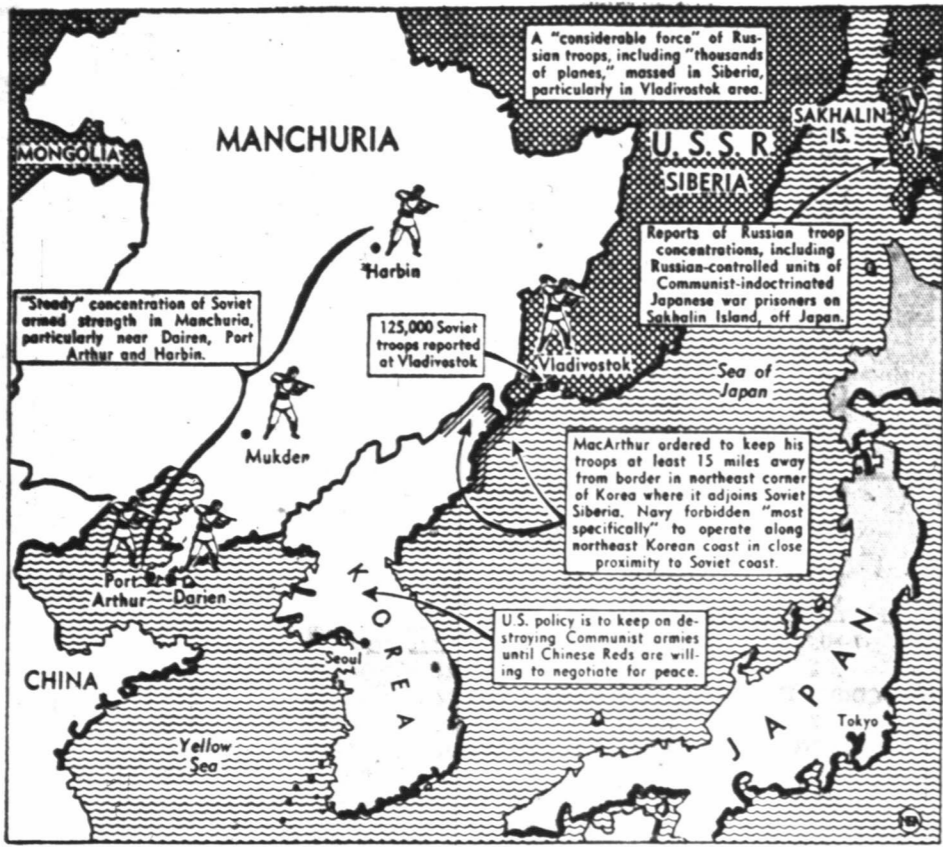 A "considerable force" of Rus-
sian troops, including "thousands
of planes," massed in Siberia,
particularly in Vladivostok area.
MANCHURIA
MONGOLIA
U. S. S. R.
SIBERIA
SAKHALIN
IS.
Harbin
Reports of Russian troop
concentrations, including
Russian-controlled units of
Communist-indoctrinated
Japanese war prisoners on
Sakhalin Island, off Japan.
"Steady" concentration of Soviet
armed strength in Manchuria,
particularly near Dairen, Port
Arthur and Harbin.
125,000 Soviet
troops reported
at Vladivostok
Vladivostok
Sea of
Japan
Mukden
MacArthur ordered to keep his
troops at least 15 miles away
from border in northeast corner
of Korea where it adjoins Soviet
Siberia. Navy forbidden "most
specifically" to operate along
northeast Korean coast in close
proximity to Soviet coast.
Port
Arthur
Darien
KOREA
U.S. policy is to keep on de-
stroying Communist armies
until Chinese Reds are will-
ing to negotiate for peace.
Seoul
CHINA
Yellow
Sea
JAPAN
Tokyo